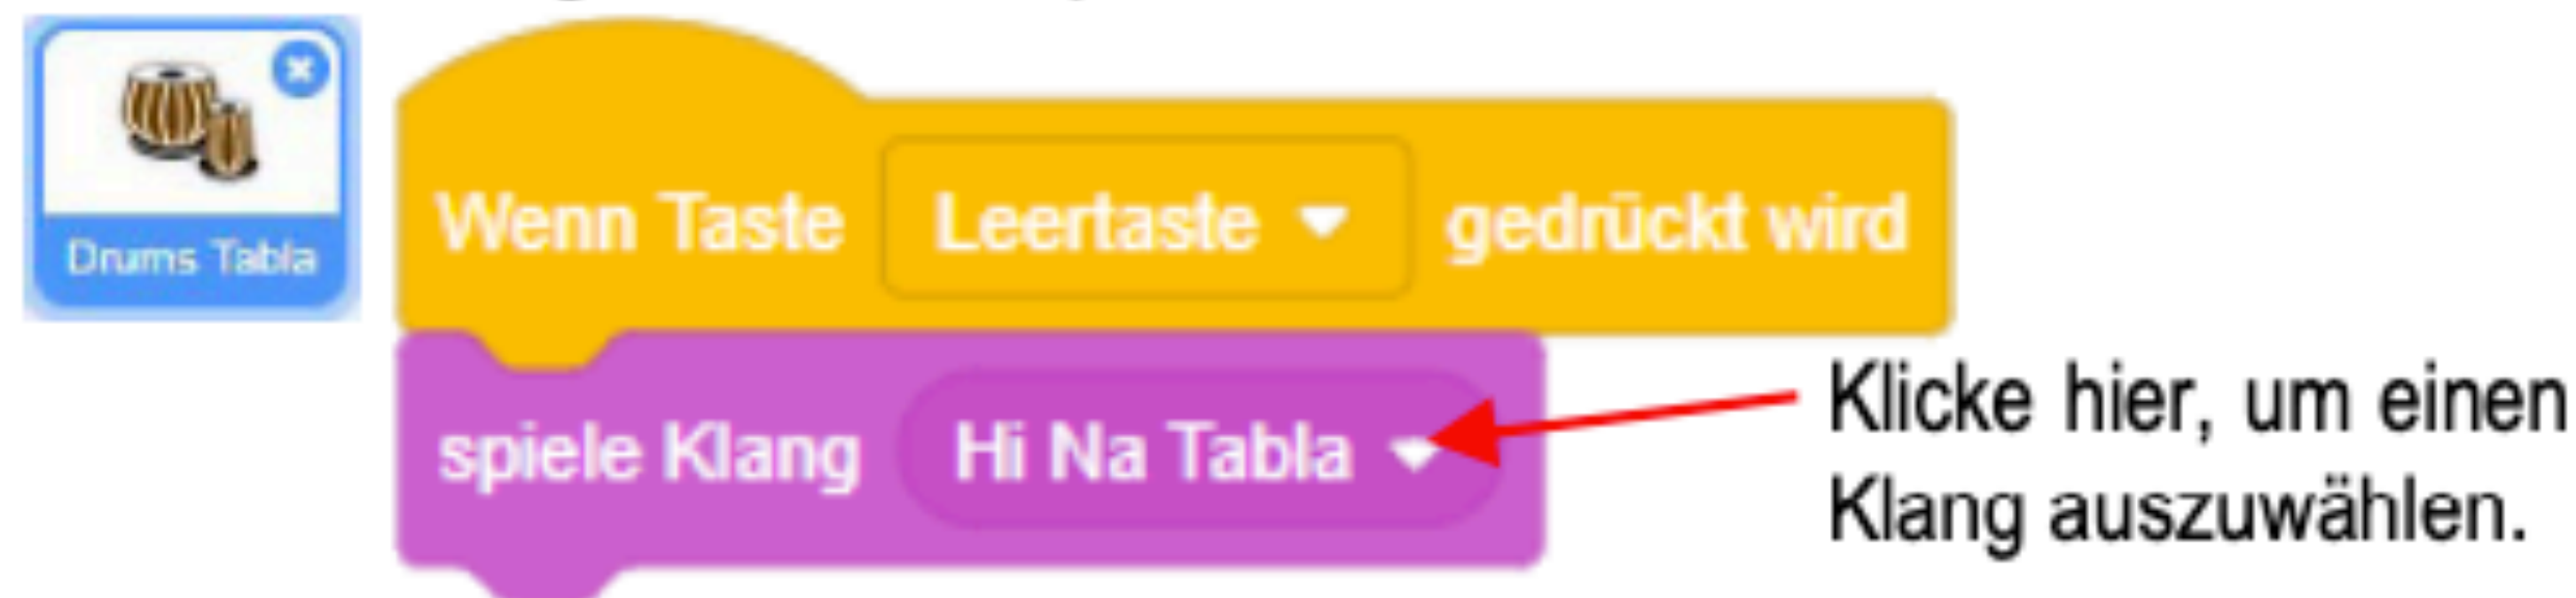 Drums Tabla
Wenn Taste Leertaste gedrückt wird
spiele Klang Hi Na Tabla
Klicke hier, um einen
Klang auszuwählen.